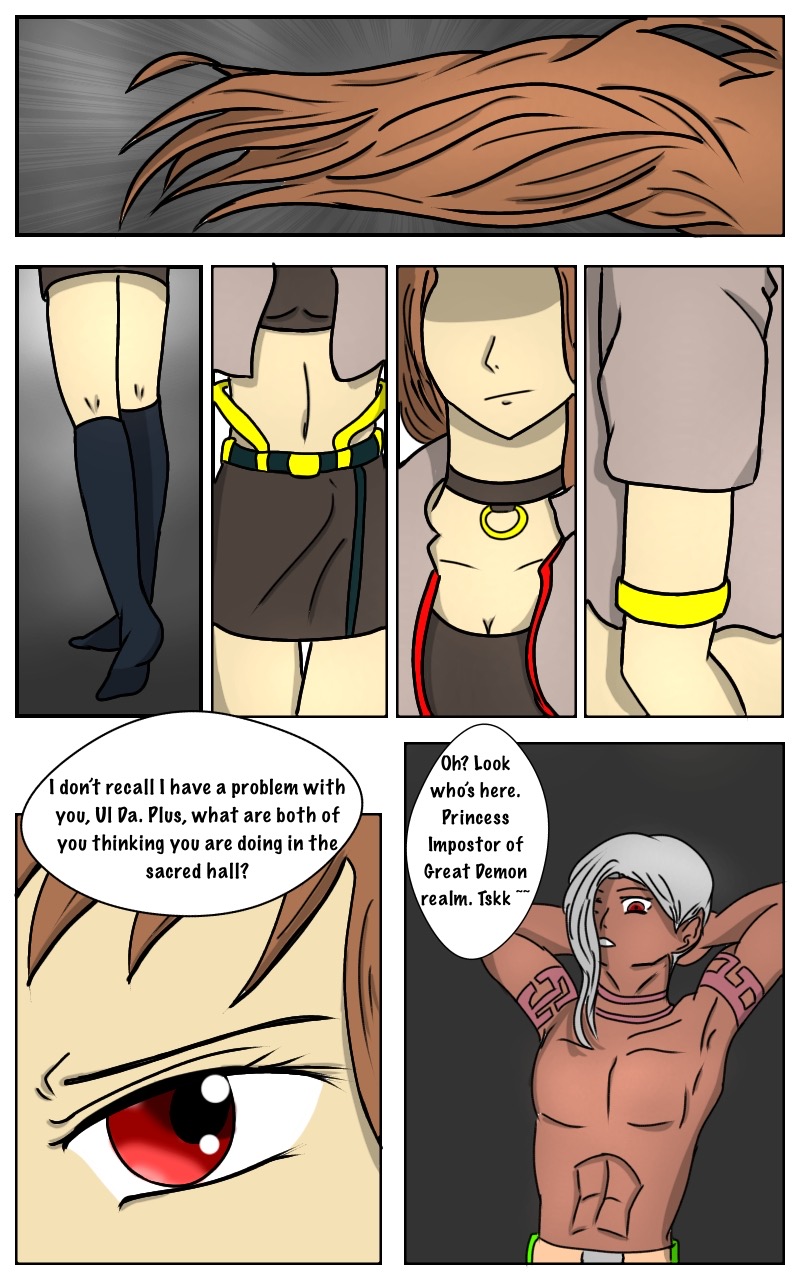 I don't recall I have a problem with
you, Ul Da. Plus, what are both of
you thinking you are doing in the
sacred hall?
Oh? Look
who's here.
Princess
Impostor of
Great Demon
realm. Tskk ~~